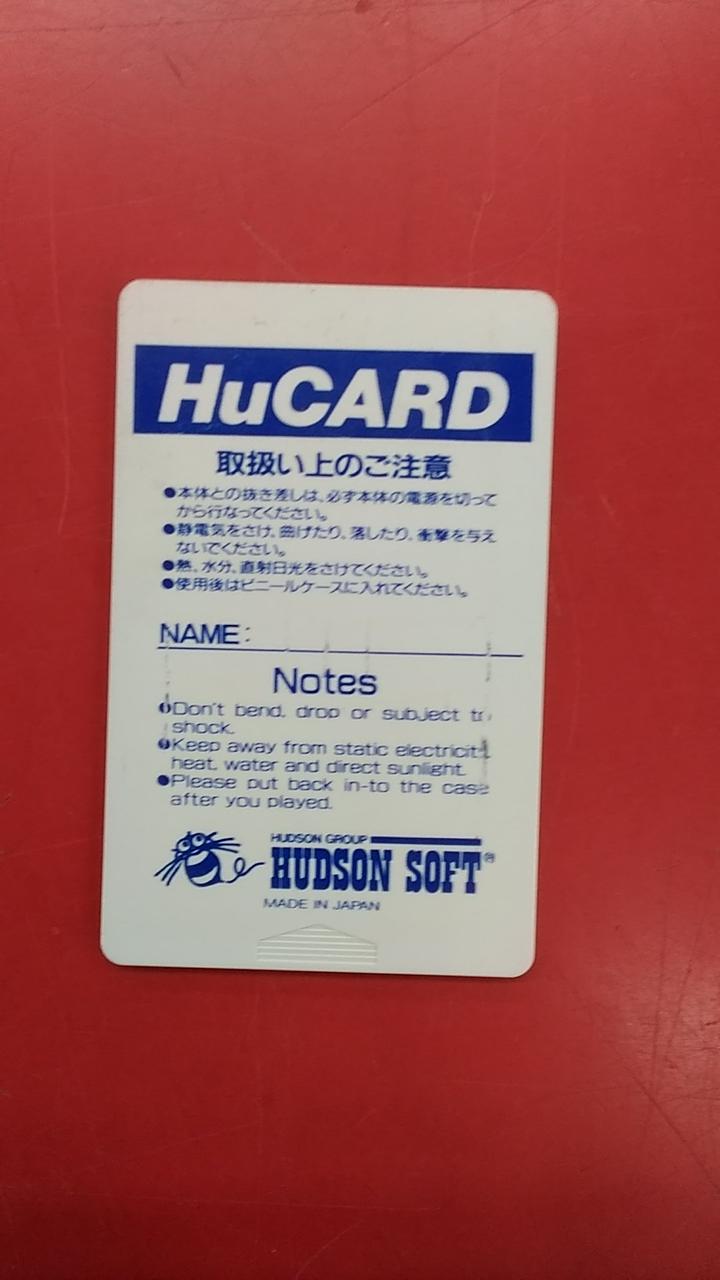 HuCARD
取扱い上のご注意
●本体との抜き差しは、必ず本体の電源を切って
から行なってください。
●静電気をさけ、曲げたり、落したり、衝撃を与え
ないでください。
●熱、水分、直射日光をさけてください。
●使用後はビニールケースに入れてください。
NAME:
Notes
●Don't bend, drop or subject to
shock.
●Keep away from static electricity
heat, water and direct sunlight.
●Please put back in-to the case
after you played.
HUDSON GROUP
HUDSON SOFT®
MADE IN JAPAN